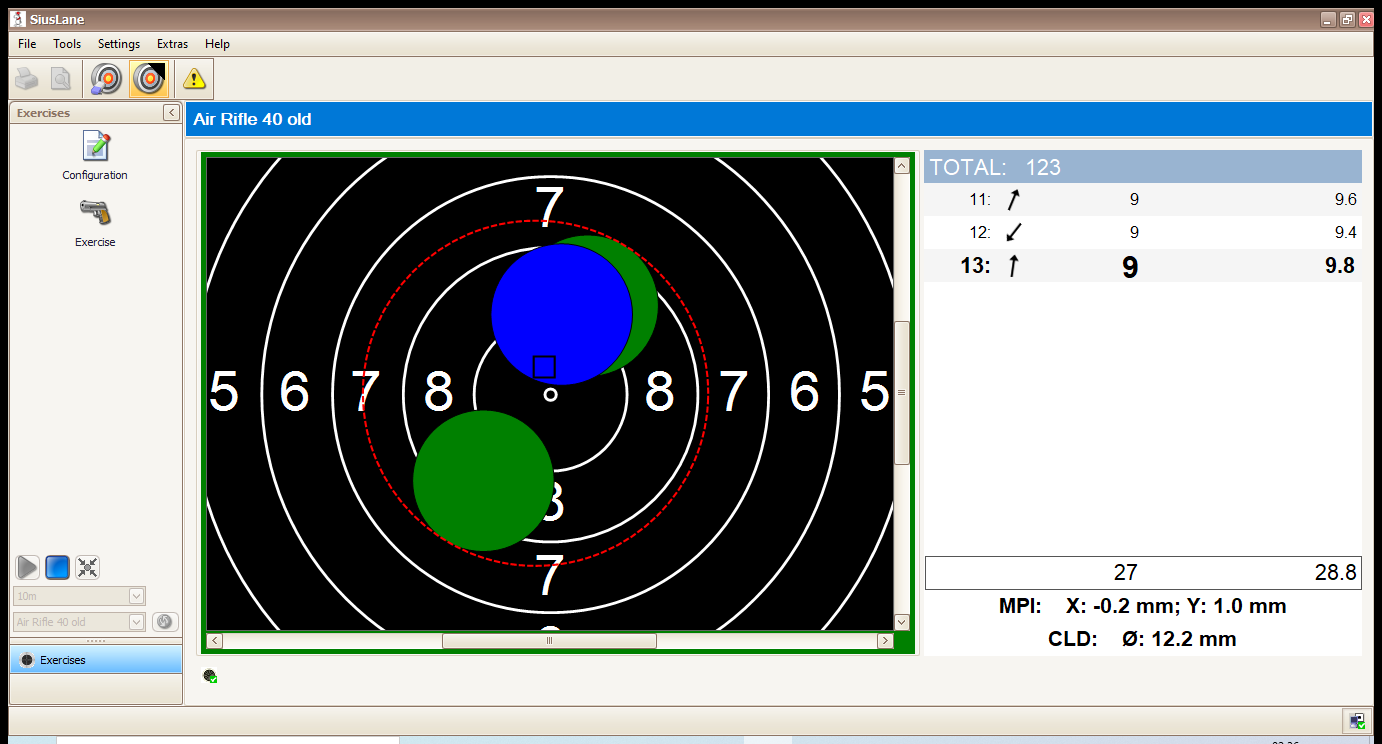 SiusLane
File Tools Settings Extras Help
Exercises
Configuration
Exercise
10m
Air Rifle 40 old
Exercises
Air Rifle 40 old
7
5 6 7 8 8 7 6 5
7
TOTAL: 123
11: 9 9.6
12: 9 9.4
13: 9 9.8
27 28.8
MPI: X: -0.2 mm; Y: 1.0 mm
CLD: Ø: 12.2 mm